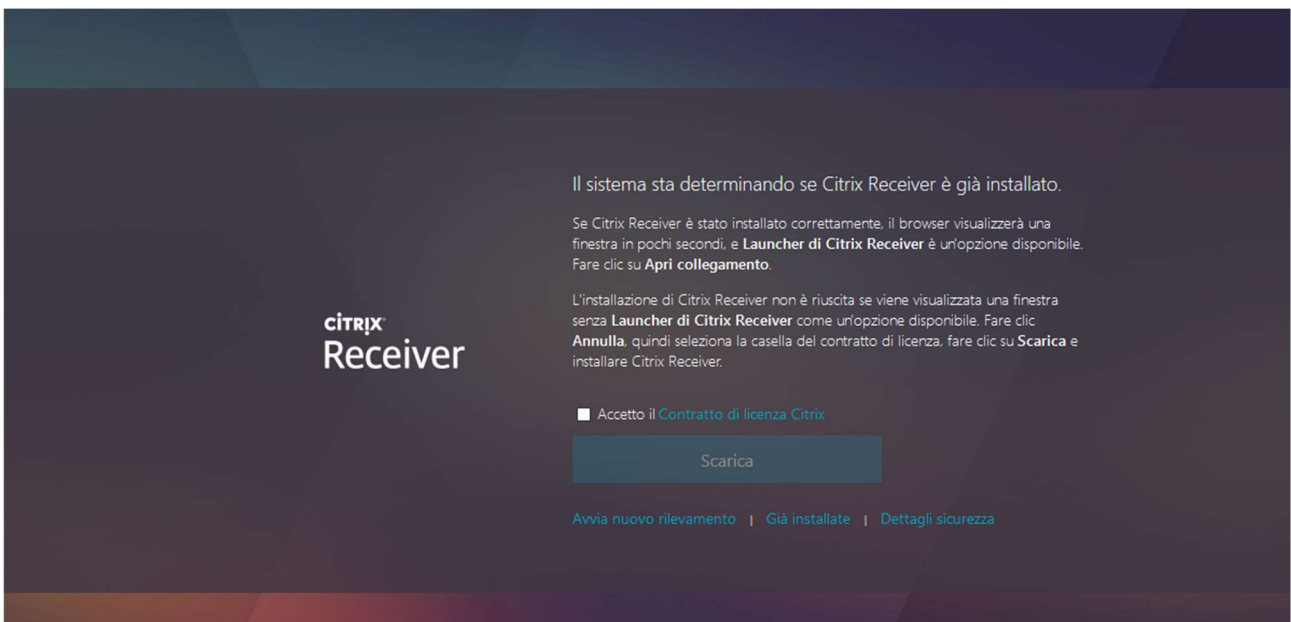 Il sistema sta determinando se Citrix Receiver è già installato.
Se Citrix Receiver è stato installato correttamente, il browser visualizzerà una
finestra in pochi secondi, e Launcher di Citrix Receiver è un'opzione disponibile.
Fare clic su Apri collegamento.
L'installazione di Citrix Receiver non è riuscita se viene visualizzata una finestra
senza Launcher di Citrix Receiver come un'opzione disponibile. Fare clic
Annulla, quindi seleziona la casella del contratto di licenza, fare clic su Scarica e
installare Citrix Receiver.
CITRIX
Receiver
Accetto il Contratto di licenza Citrix
Scarica
Avvia nuovo rilevamento | Già installate | Dettagli sicurezza